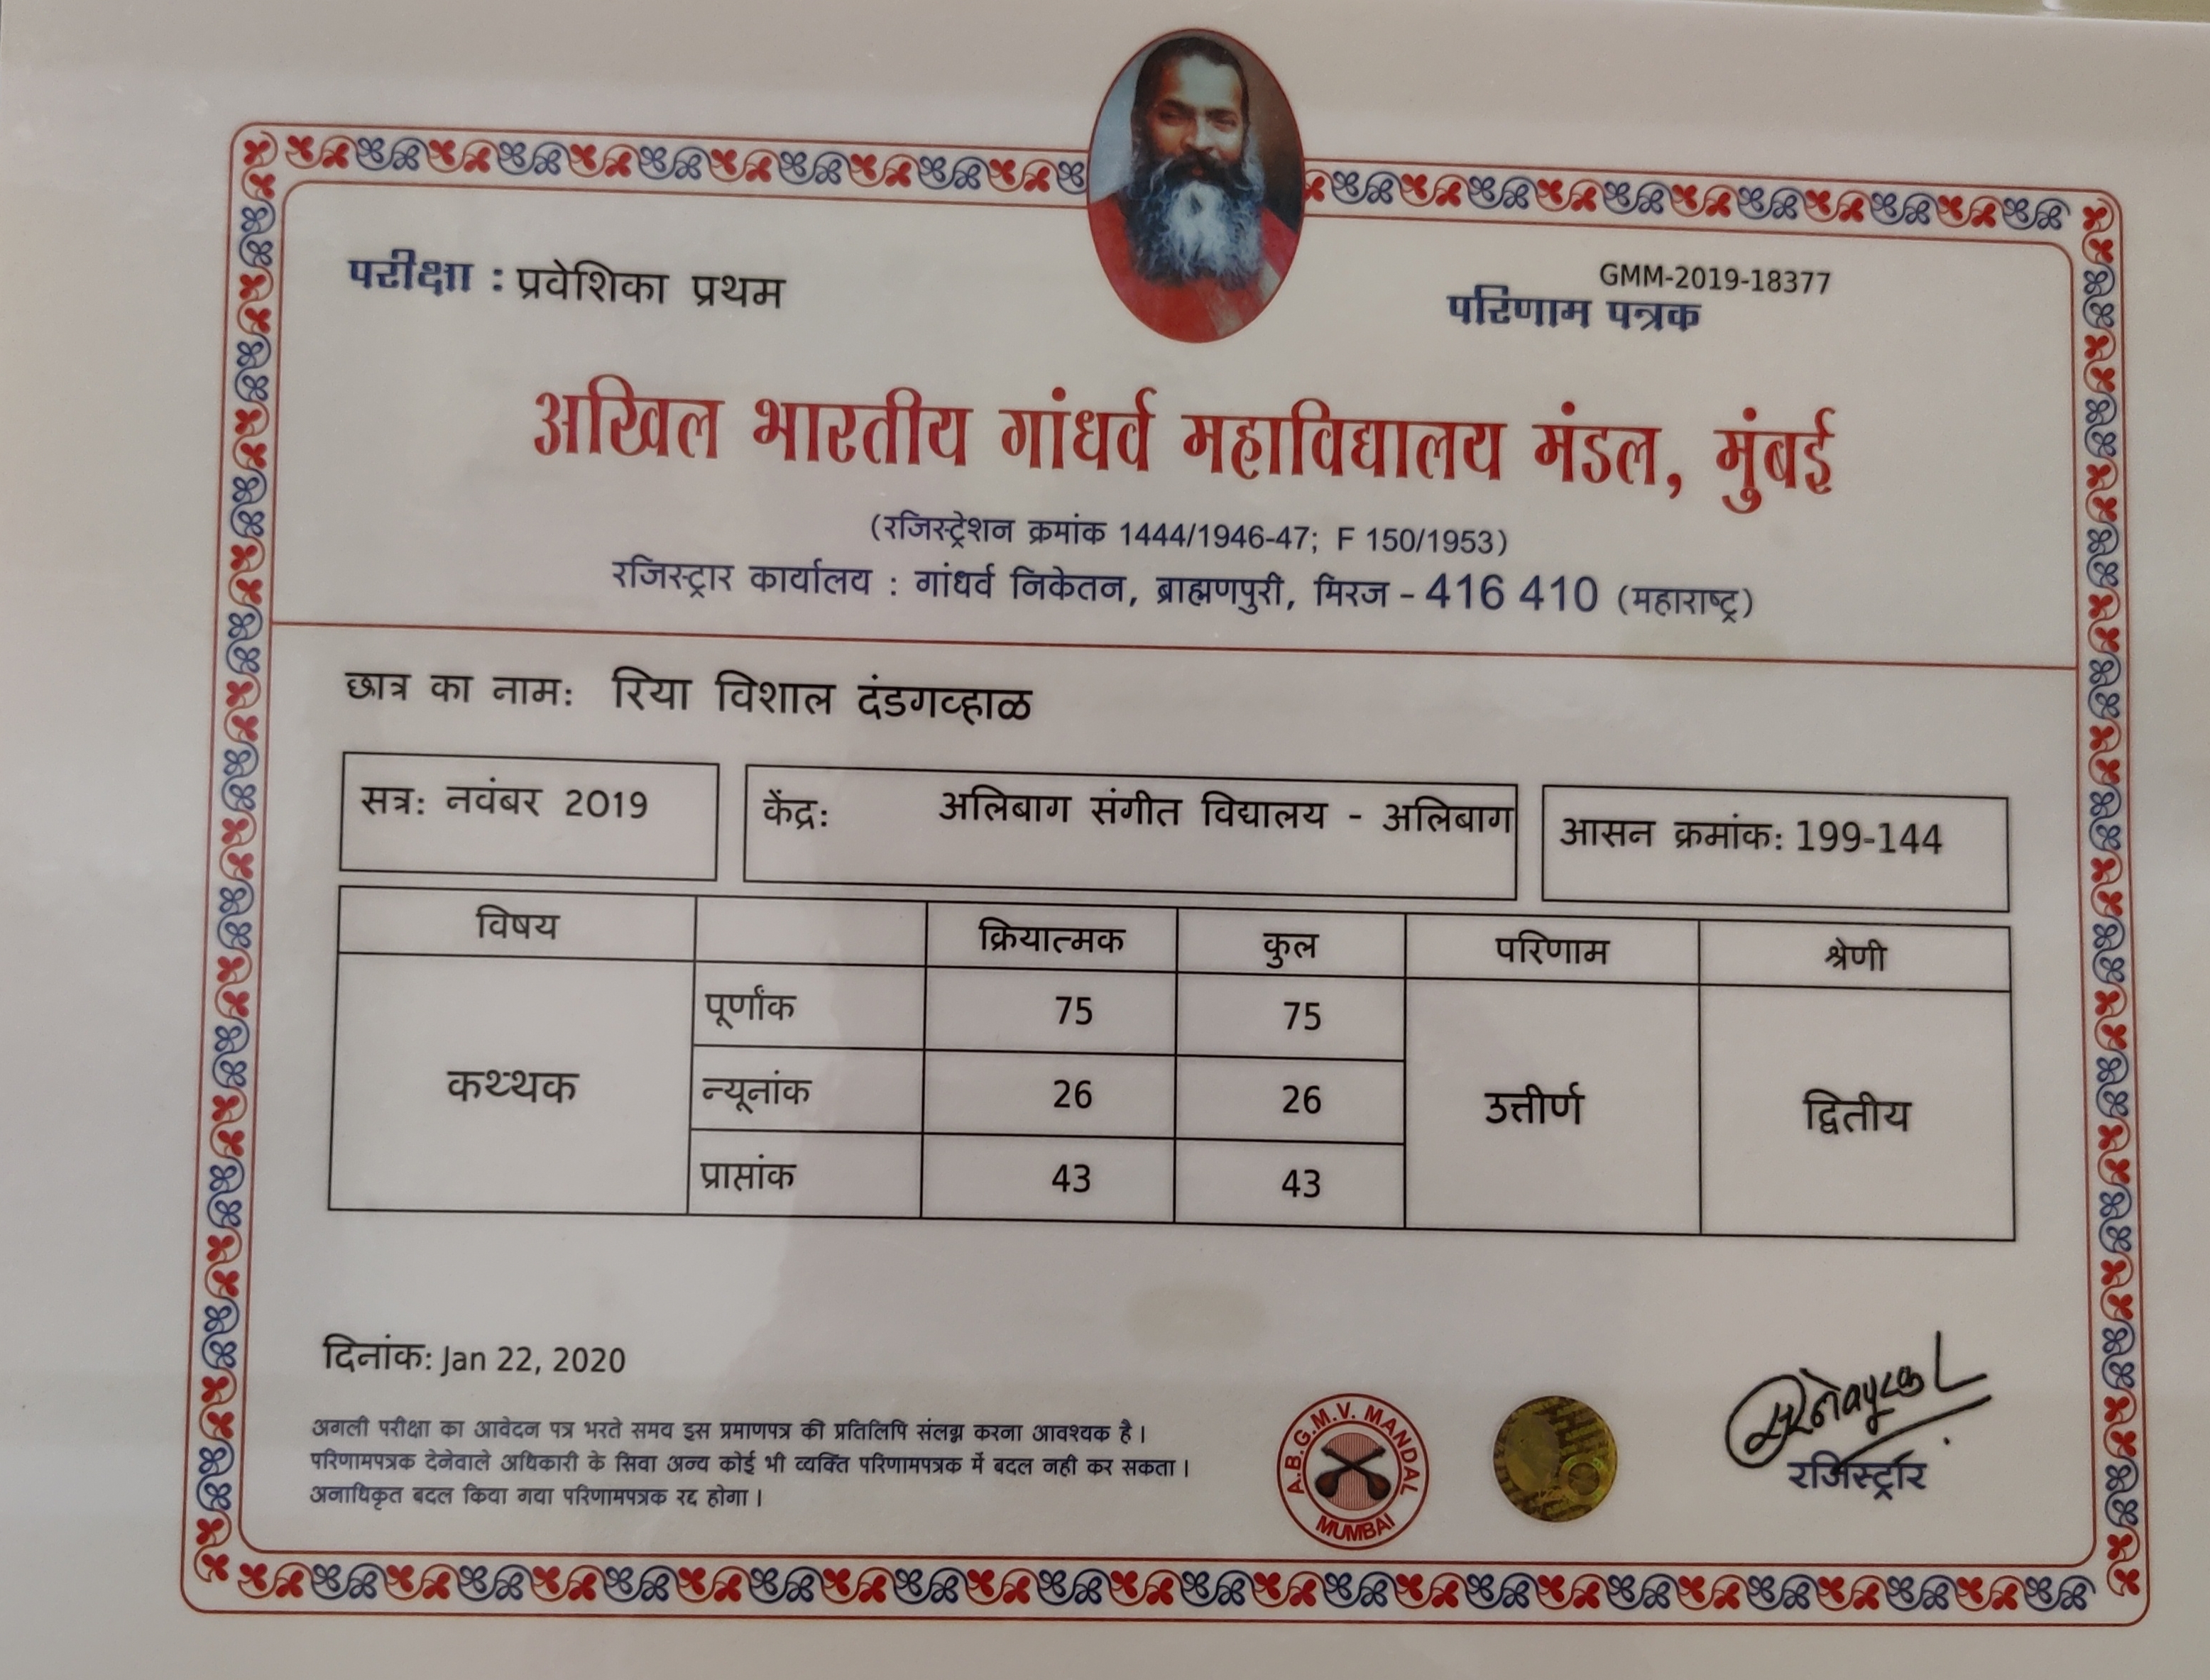 परीक्षा : प्रवेशिका प्रथम
GMM-2019-18377
परिणाम पत्रक
अखिल भारतीय गांधर्व महाविद्यालय मंडल, मुंबई
(रजिस्ट्रेशन क्रमांक 1444/1946-47; F 150/1953)
रजिस्ट्रार कार्यालय : गांधर्व निकेतन, ब्राह्मणपुरी, मिरज - 416 410 (महाराष्ट्र)
छात्र का नाम: रिया विशाल दंडगव्हाळ
सत्र: नवंबर 2019 केंद्र: अलिबाग संगीत विद्यालय - अलिबाग आसन क्रमांक: 199-144
विषय क्रियात्मक कुल परिणाम श्रेणी
पूर्णांक 75 75
कथ्थक न्यूनांक 26 26 उत्तीर्ण द्वितीय
प्राप्तांक 43 43
दिनांक: Jan 22, 2020
अगली परीक्षा का आवेदन पत्र भरते समय इस प्रमाणपत्र की प्रतिलिपि संलग्न करना आवश्यक है।
परिणामपत्रक देनेवाले अधिकारी के सिवा अन्य कोई भी व्यक्ति परिणामपत्रक में बदल नही कर सकता।
अनाधिकृत बदल किया गया परिणामपत्रक रद्द होगा।
A.B.G.M.V. MANDAL
MUMBAI
रजिस्ट्रार